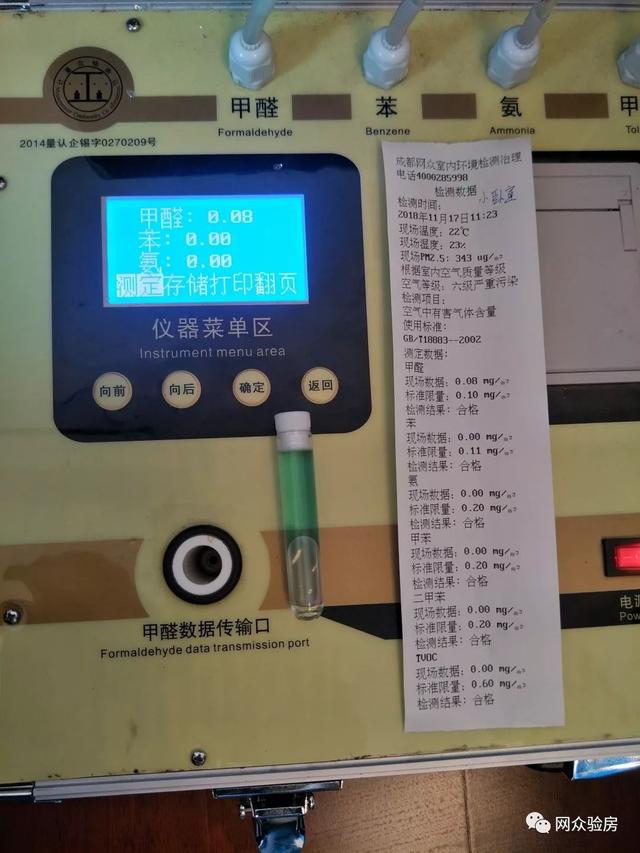 甲醛
Formaldehyde
苯
Benzene
氨
Ammonia
甲
Tol
2014量认企锡字0270209号
甲醛: 0.08
苯: 0.00
氨: 0.00
测定存储打印翻页
仪器菜单区
Instrument menu area
向前
向后
确定
返回
甲醛数据传输口
Formaldehyde data transmission port
电源
Pow
成都网众室内环境检测治理
电话4000285998
检测数据
小卧室
检测时间:
2018年11月17日11:23
现场温度: 22℃
现场湿度: 23%
现场PM2.5: 343 ug/m³
根据室内空气质量等级
空气等级: 六级严重污染
检测项目:
空气中有害气体含量
使用标准:
GB/T18883--2002
测定数据:
甲醛
现场数据: 0.08 mg/m³
标准限量: 0.10 mg/m³
检测结果: 合格
苯
现场数据: 0.00 mg/m³
标准限量: 0.11 mg/m³
检测结果: 合格
氨
现场数据: 0.00 mg/m³
标准限量: 0.20 mg/m³
检测结果: 合格
甲苯
现场数据: 0.00 mg/m³
标准限量: 0.20 mg/m³
检测结果: 合格
二甲苯
现场数据: 0.00 mg/m³
标准限量: 0.20 mg/m³
检测结果: 合格
TVOC
现场数据: 0.00 mg/m³
标准限量: 0.60 mg/m³
检测结果: 合格
网众验房